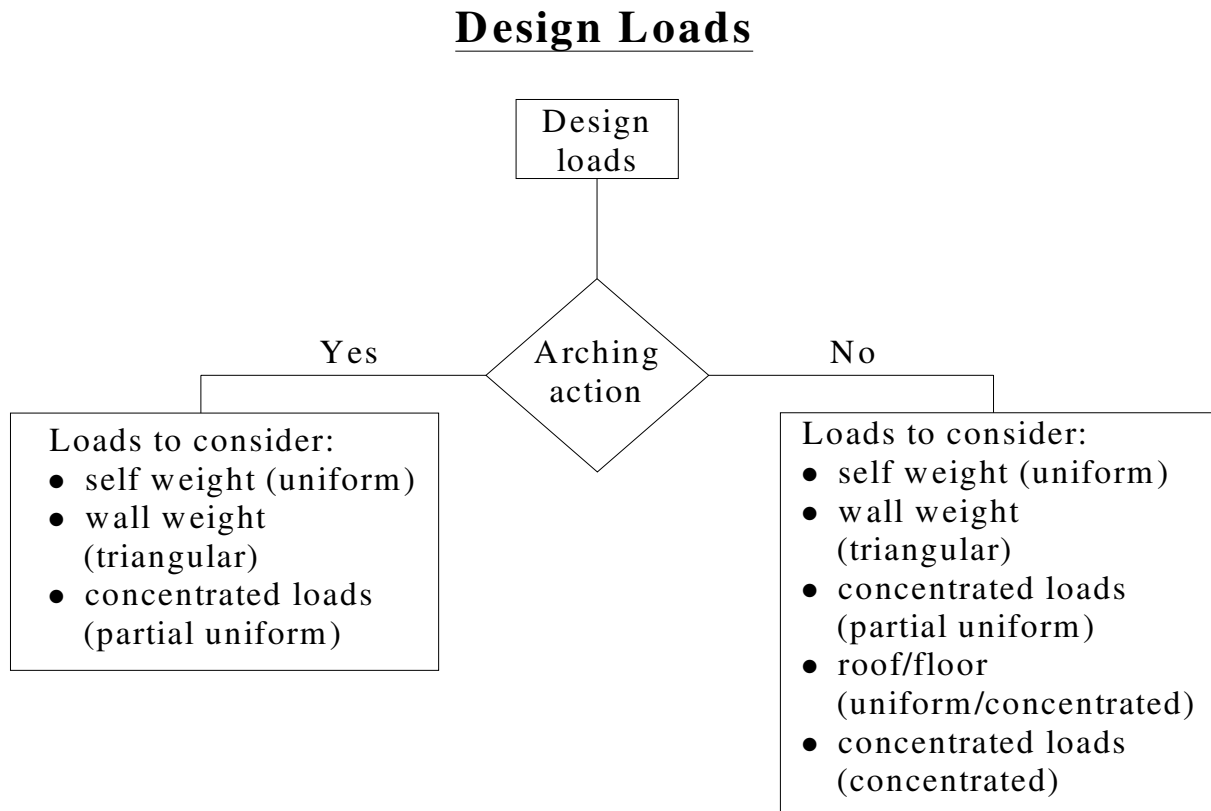 Design Loads
Design
loads
Arching
action
Yes
No
Loads to consider:
● self weight (uniform)
● wall weight
(triangular)
● concentrated loads
(partial uniform)
Loads to consider:
● self weight (uniform)
● wall weight
(triangular)
● concentrated loads
(partial uniform)
● roof/floor
(uniform/concentrated)
● concentrated loads
(concentrated)